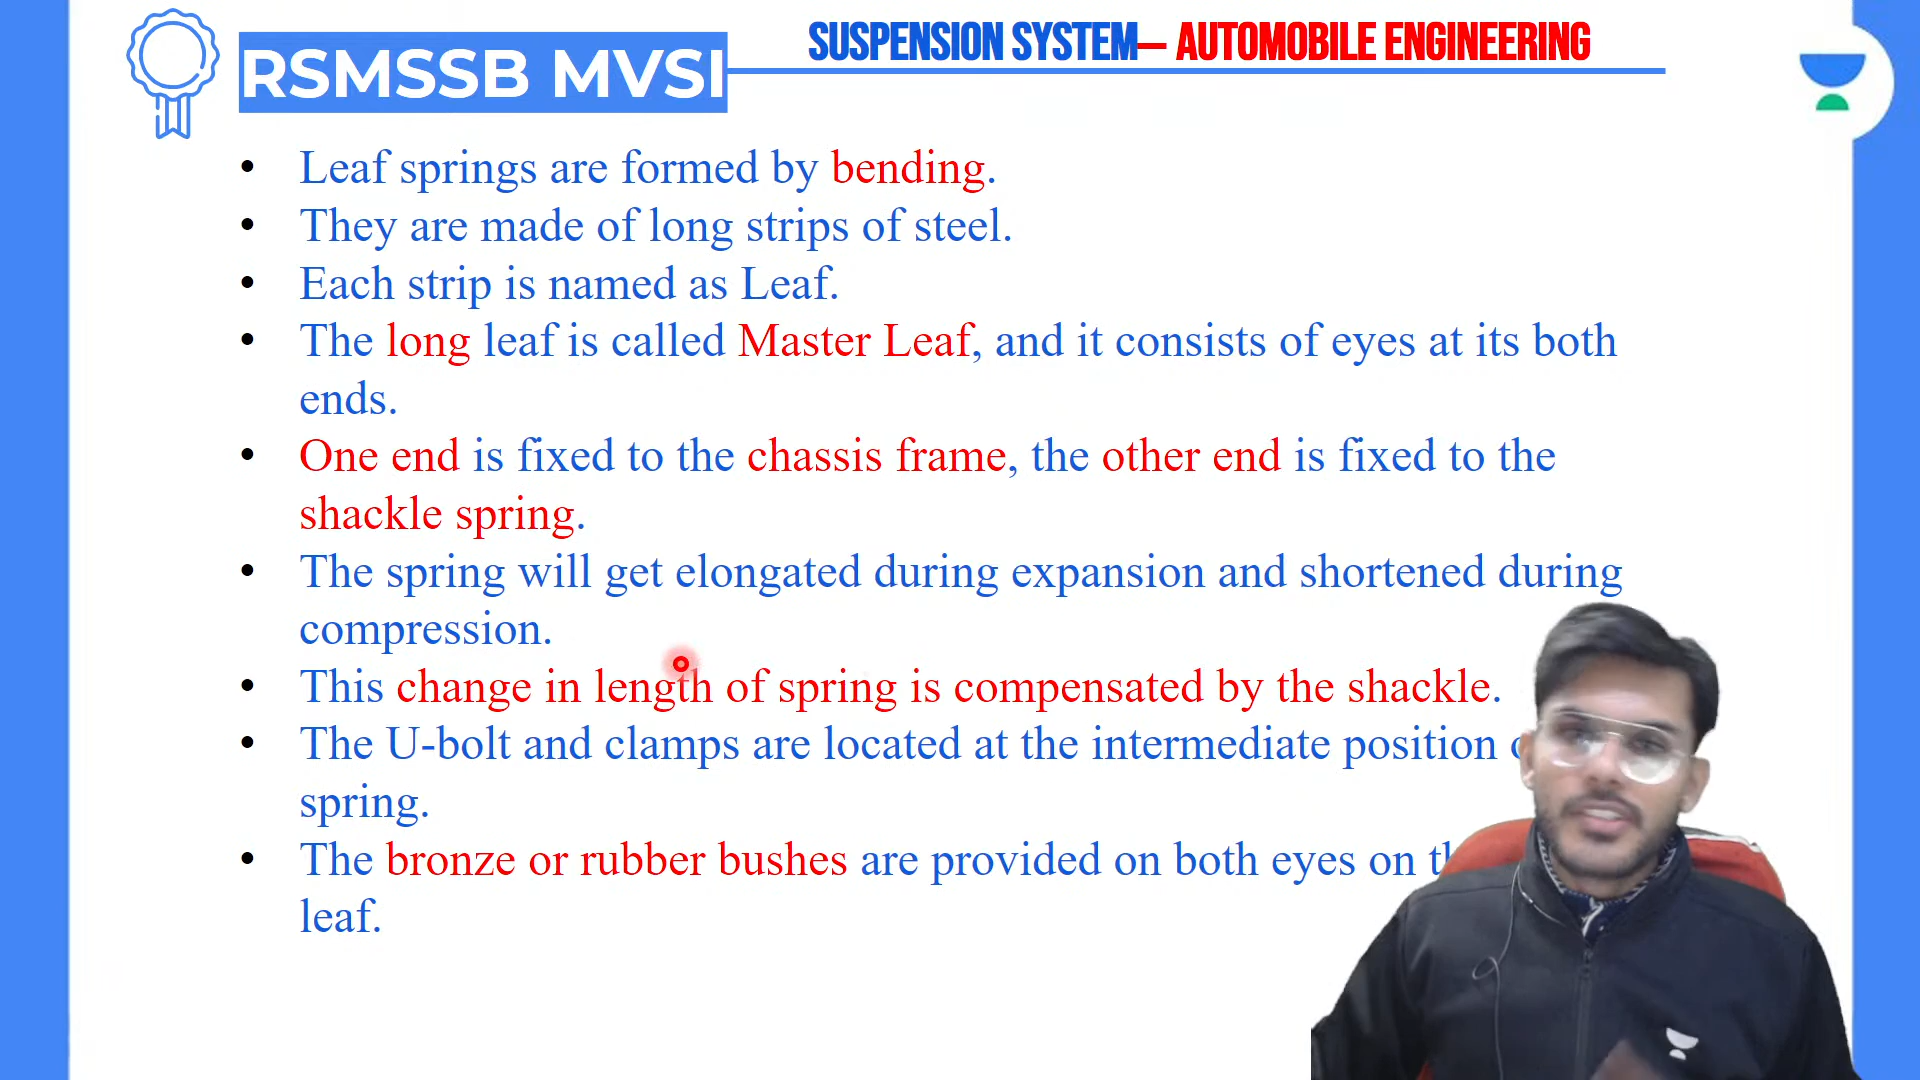 RSMSSB MVSI
SUSPENSION SYSTEM– AUTOMOBILE ENGINEERING
• Leaf springs are formed by bending.
• They are made of long strips of steel.
• Each strip is named as Leaf.
• The long leaf is called Master Leaf, and it consists of eyes at its both
ends.
• One end is fixed to the chassis frame, the other end is fixed to the
shackle spring.
• The spring will get elongated during expansion and shortened during
compression.
• This change in length of spring is compensated by the shackle.
• The U-bolt and clamps are located at the intermediate position
spring.
• The bronze or rubber bushes are provided on both eyes on
leaf.